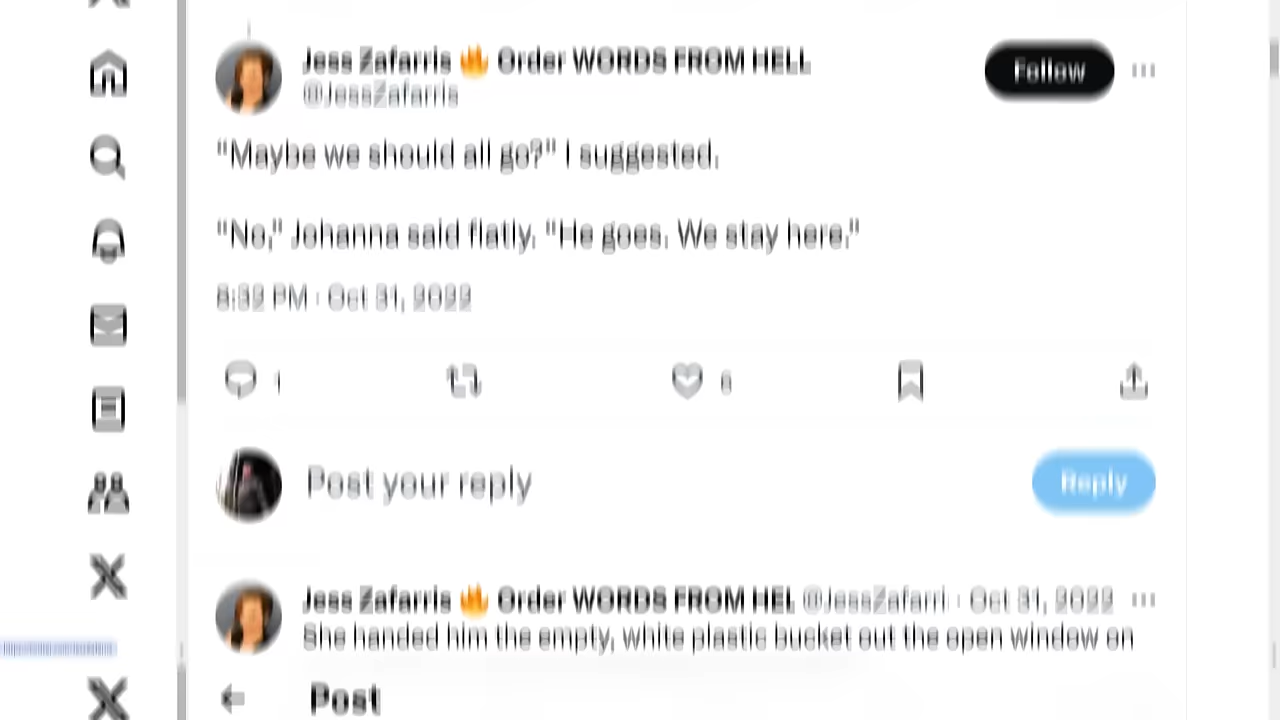 Jess Zafarris 🔥 Order WORDS FROM HELL
Follow
@JessZafarris
"Maybe we should all go?" I suggested.
"No," Johanna said flatly. "He goes. We stay here."
8:32 PM · Oct 31, 2022
1
6
Post your reply
Reply
Jess Zafarris 🔥 Order WORDS FROM HEL @JessZafarri · Oct 31, 2022
She handed him the empty, white plastic bucket out the open window on
Post